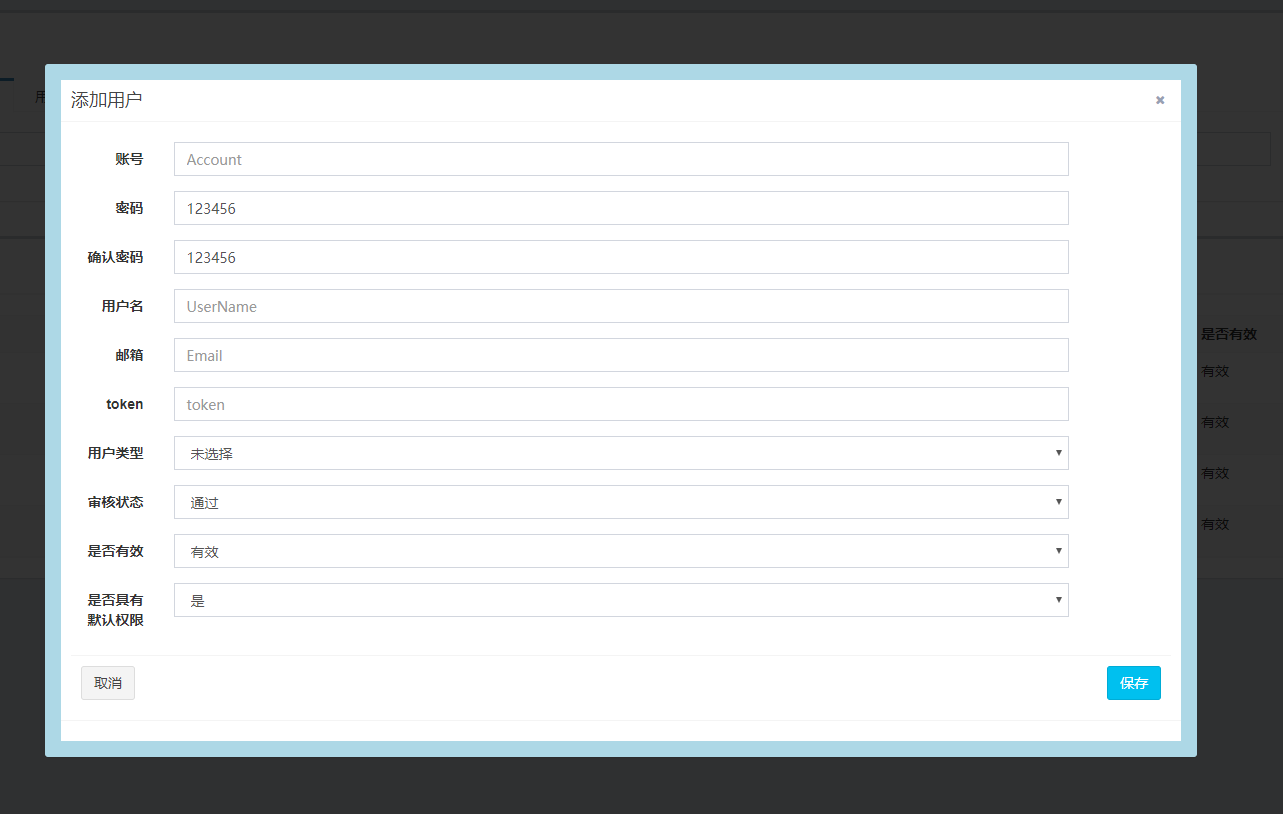 添加用户
×
账号 Account
密码 123456
确认密码 123456
用户名 UserName
邮箱 Email
token token
用户类型 未选择
审核状态 通过
是否有效 有效
是否具有
默认权限
是
取消
保存
用
是否有效
有效
有效
有效
有效